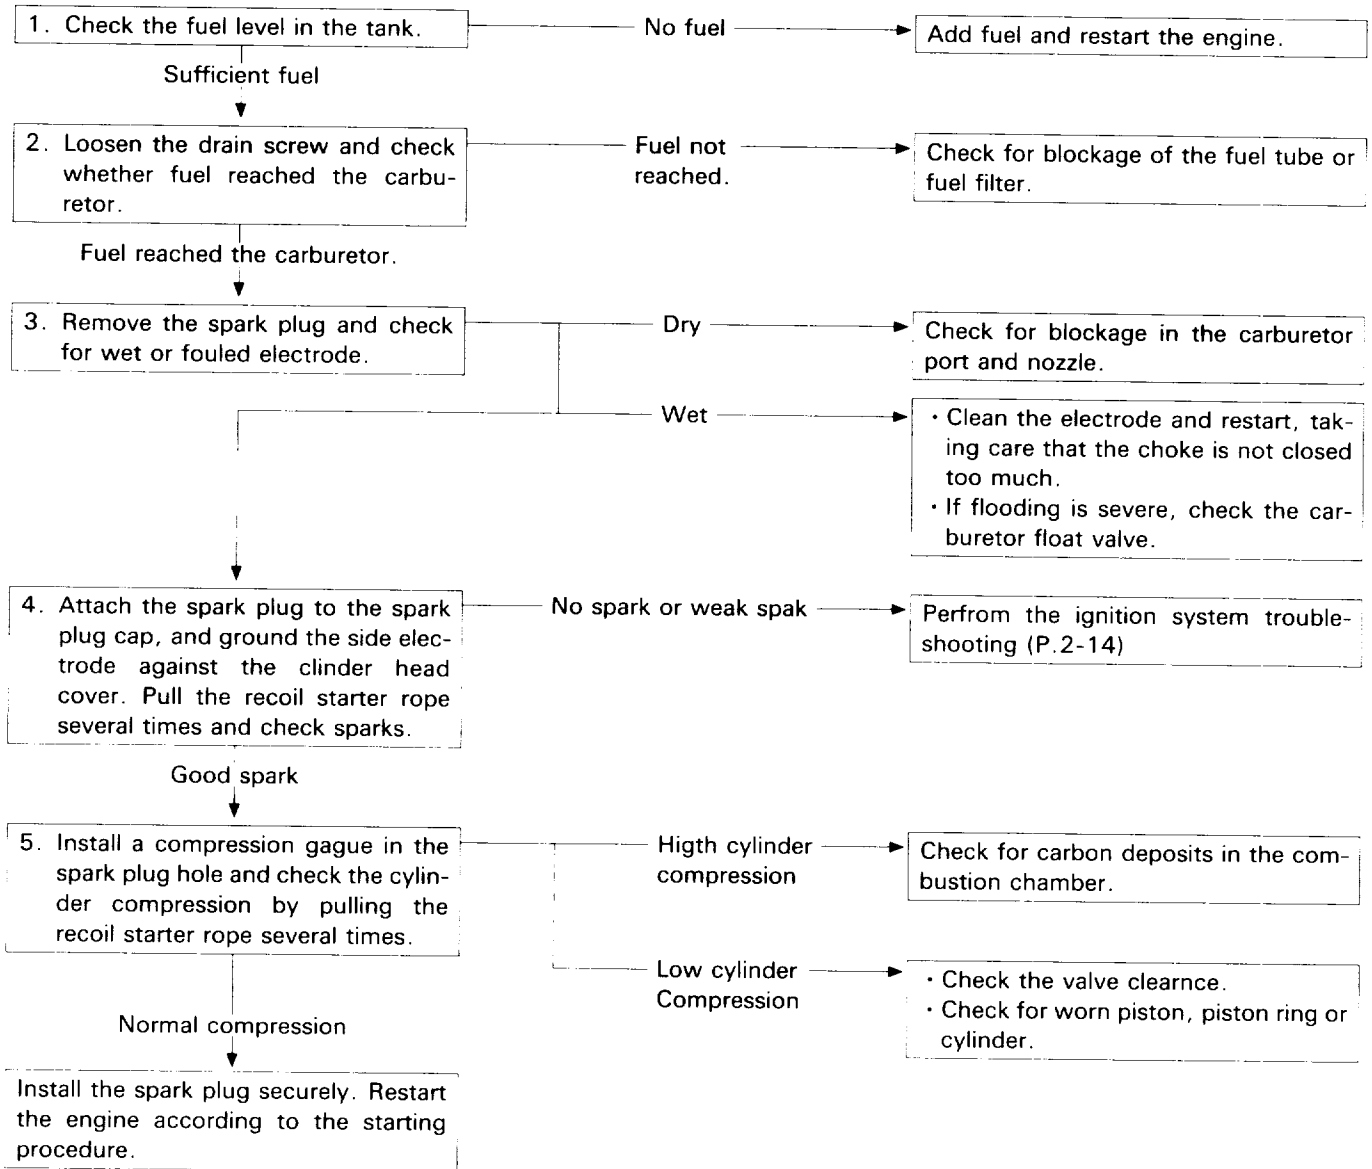 1. Check the fuel level in the tank.
No fuel
Add fuel and restart the engine.
Sufficient fuel
2. Loosen the drain screw and check
whether fuel reached the carbu-
retor.
Fuel not
reached.
Check for blockage of the fuel tube or
fuel filter.
Fuel reached the carburetor.
3. Remove the spark plug and check
for wet or fouled electrode.
Dry
Check for blockage in the carburetor
port and nozzle.
Wet
· Clean the electrode and restart, tak-
ing care that the choke is not closed
too much.
· If flooding is severe, check the car-
buretor float valve.
4. Attach the spark plug to the spark
plug cap, and ground the side elec-
trode against the clinder head
cover. Pull the recoil starter rope
several times and check sparks.
No spark or weak spak
Perfrom the ignition system trouble-
shooting (P.2-14)
Good spark
5. Install a compression gague in the
spark plug hole and check the cylin-
der compression by pulling the
recoil starter rope several times.
Higth cylinder
compression
Check for carbon deposits in the com-
bustion chamber.
Low cylinder
Compression
· Check the valve clearnce.
· Check for worn piston, piston ring or
cylinder.
Normal compression
Install the spark plug securely. Restart
the engine according to the starting
procedure.